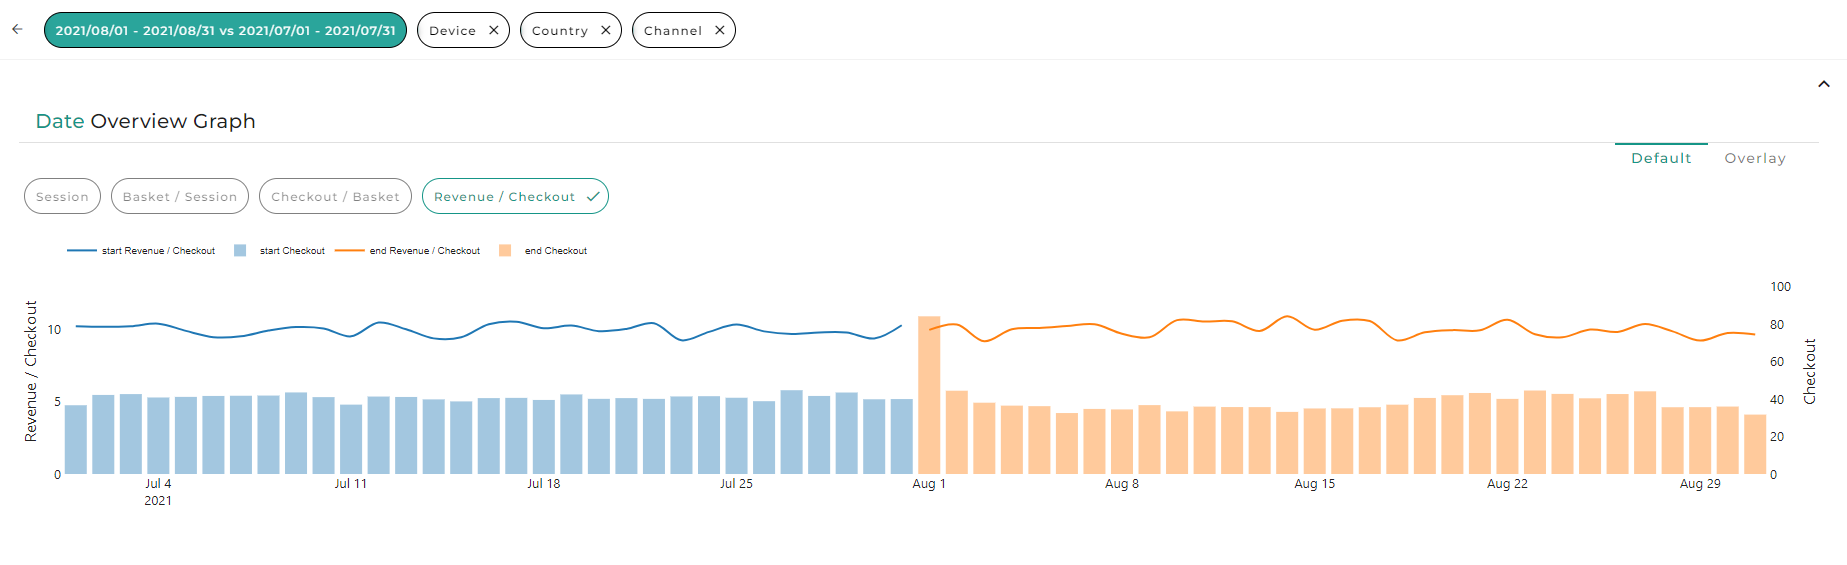 2021/08/01 - 2021/08/31 vs 2021/07/01 - 2021/07/31 Device Country Channel
Date Overview Graph
Default Overlay
Session Basket / Session Checkout / Basket Revenue / Checkout
start Revenue / Checkout start Checkout end Revenue / Checkout end Checkout
Revenue / Checkout
10
5
0
100
80
60
40
20
0
Checkout
Jul 4 Jul 11 Jul 18 Jul 25 Aug 1 Aug 8 Aug 15 Aug 22 Aug 29
2021